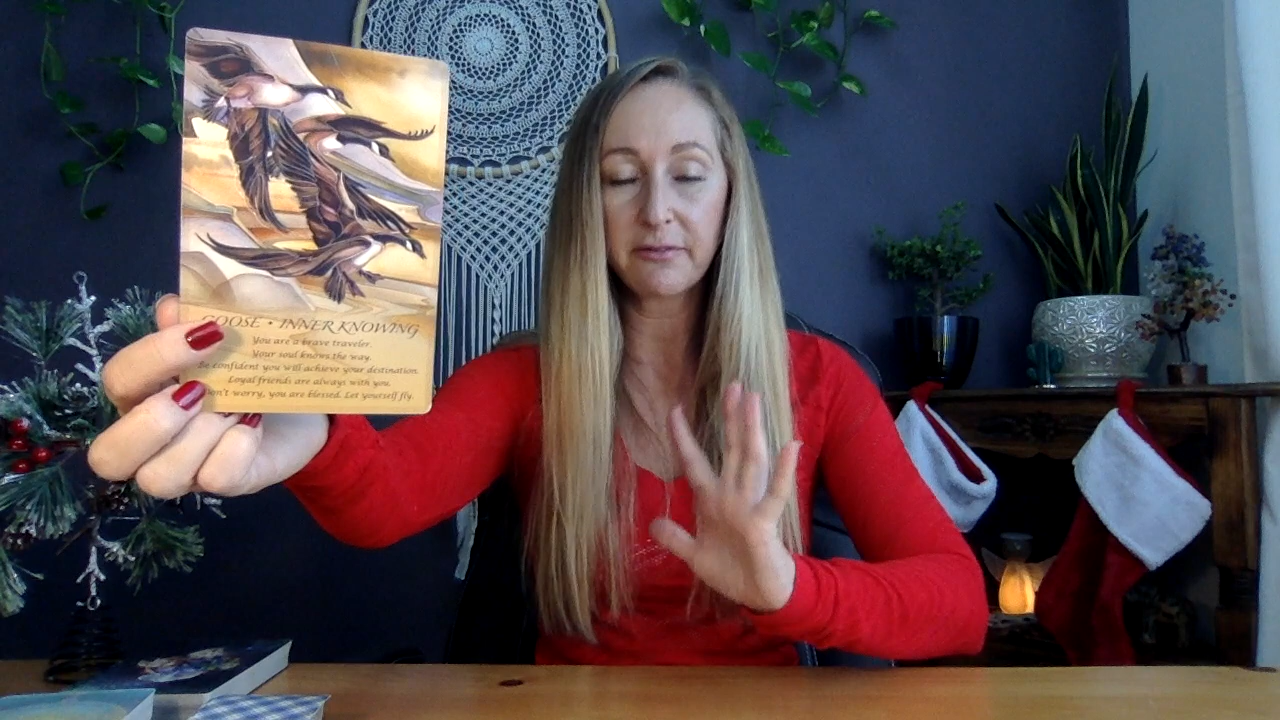 GOOSE • INNER KNOWING
You are a brave traveler.
Your soul knows the way.
Be confident you will achieve your destination.
Loyal friends are always with you.
Don't worry, you are blessed. Let yourself fly.